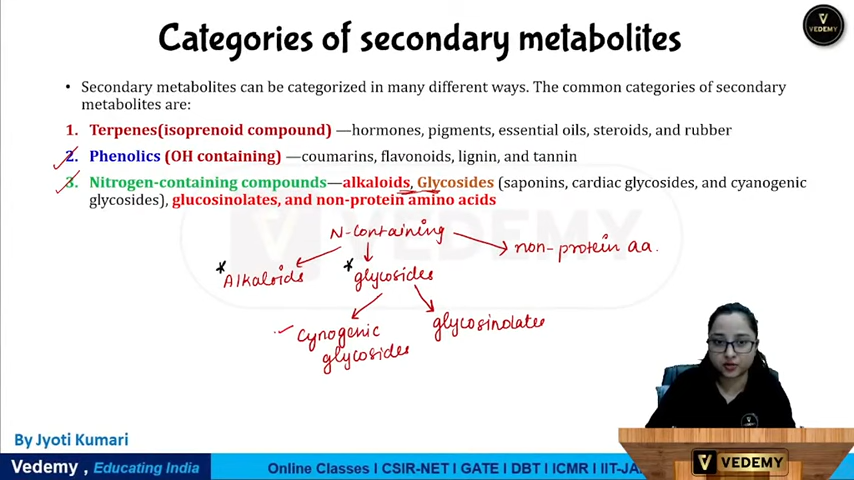 Categories of secondary metabolites
VEDEMY
• Secondary metabolites can be categorized in many different ways. The common categories of secondary
metabolites are:
1. Terpenes(isoprenoid compound) —hormones, pigments, essential oils, steroids, and rubber
2. Phenolics (OH containing) —coumarins, flavonoids, lignin, and tannin
3. Nitrogen-containing compounds—alkaloids, Glycosides (saponins, cardiac glycosides, and cyanogenic
glycosides), glucosinolates, and non-protein amino acids
VEDEMY
N-containing
non-protein aa.
* Alkaloids
* glycosides
Cynogenic
glycosides
glycosinolates
By Jyoti Kumari
Vedemy , Educating India
Online Classes I CSIR-NET I GATE I DBT I ICMR I IIT-JA
VEDEMY